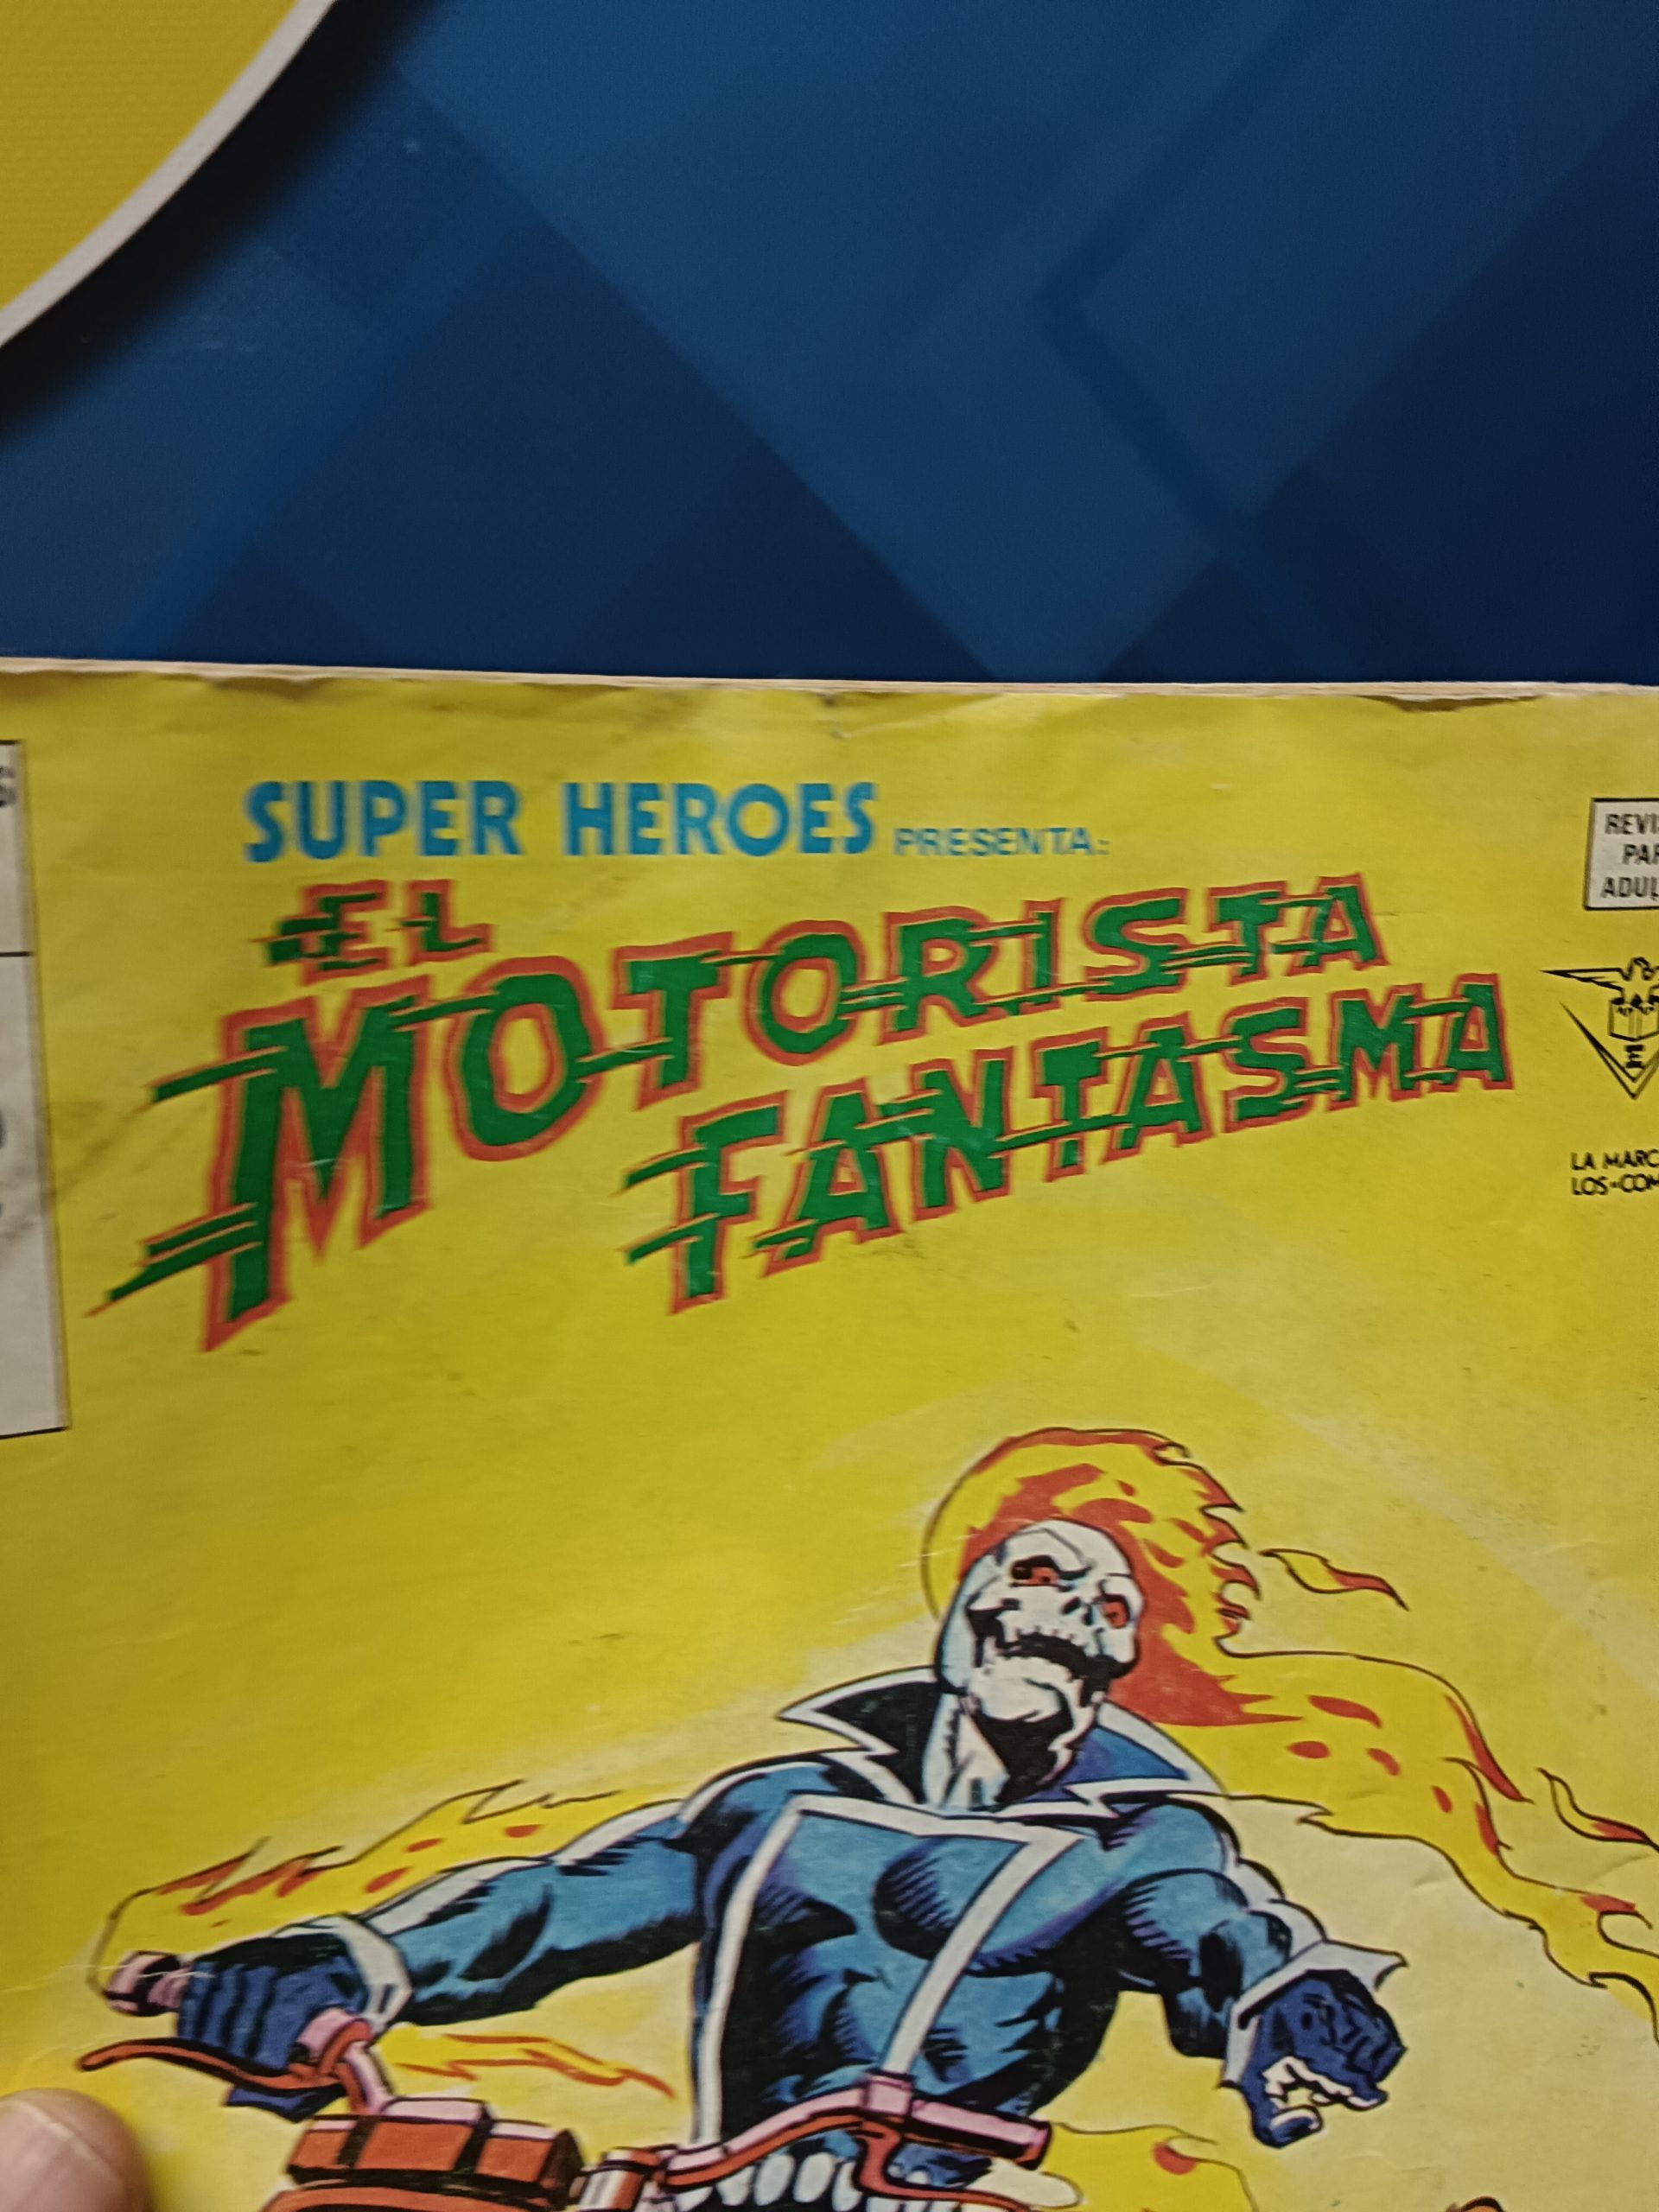 SUPER HEROES PRESENTA:
EL
MOTORISTA
FANTASMA
E